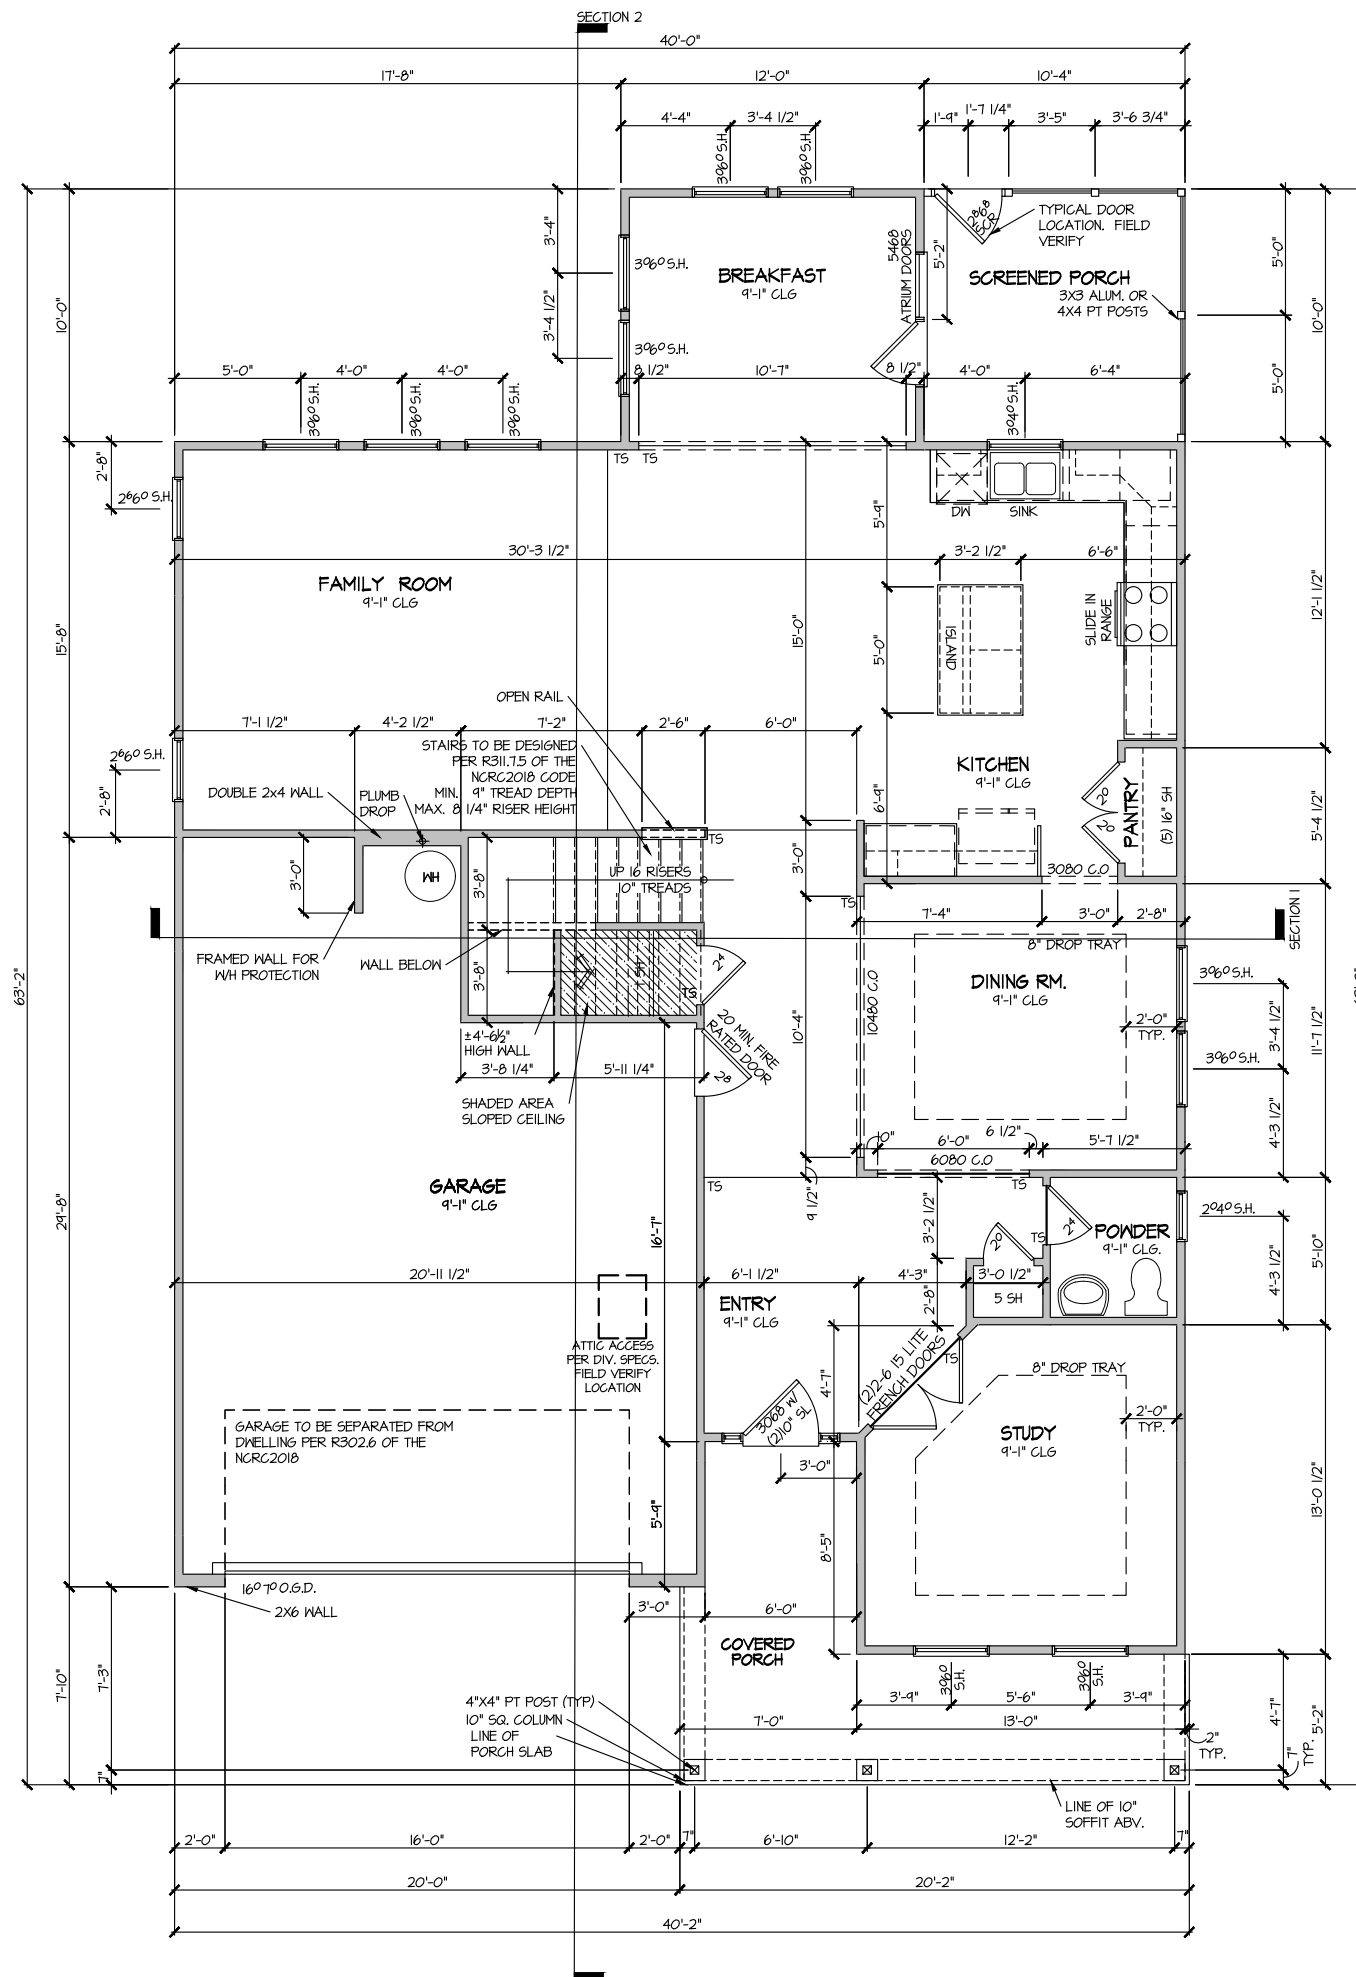 SECTION 2
40'-0"
17'-8"
12'-0"
10'-4"
4'-4"
3'-4 1/2"
1'-9"
1'-7 1/4"
3'-5"
3'-6 3/4"
3⁰6⁰ S.H.
3⁰6⁰ S.H.
2⁸6⁸
SCR
TYPICAL DOOR
LOCATION. FIELD
VERIFY
3'-4"
3⁰6⁰ S.H.
BREAKFAST
9'-1" CLG
5468
ATRIUM DOORS
5'-2"
SCREENED PORCH
3X3 ALUM. OR
4X4 PT POSTS
5'-0"
10'-0"
10'-0"
3'-4 1/2"
3⁰6⁰ S.H.
5'-0"
5'-0"
4'-0"
4'-0"
8 1/2"
10'-7"
8 1/2"
4'-0"
6'-4"
3⁰6⁰ S.H.
3⁰6⁰ S.H.
3⁰6⁰ S.H.
3⁰4⁰ S.H.
TS
TS
2'-8"
2⁶6⁰ S.H.
DW
SINK
5'-9"
30'-3 1/2"
3'-2 1/2"
6'-6"
FAMILY ROOM
9'-1" CLG
15'-8"
15'-0"
5'-0"
ISLAND
SLIDE IN
RANGE
12'-1 1/2"
OPEN RAIL
7'-1 1/2"
4'-2 1/2"
7'-2"
2'-6"
6'-0"
2⁶6⁰ S.H.
2'-8"
STAIRS TO BE DESIGNED
PER R311.7.5 OF THE
NCRC2018 CODE
MIN. 9" TREAD DEPTH
MAX. 8 1/4" RISER HEIGHT
DOUBLE 2x4 WALL
PLUMB
DROP
KITCHEN
9'-1" CLG
6'-9"
2⁰
2⁰
PANTRY
(5) 16" SH
5'-4 1/2"
TS
3'-0"
WH
3'-8"
UP 16 RISERS
10" TREADS
3'-0"
3080 C.O
TS
7'-4"
3'-0"
2'-8"
SECTION 1
FRAMED WALL FOR
W/H PROTECTION
WALL BELOW
3'-8"
1 SH
TS
2⁴
8" DROP TRAY
DINING RM.
9'-1" CLG
3⁰6⁰ S.H.
63'-2"
±4'-6½"
HIGH WALL
20 MIN. FIRE
RATED DOOR
2⁸
10'-4"
10480 C.O
2'-0"
TYP.
3'-4 1/2"
11'-7 1/2"
3⁰6⁰ S.H.
3'-8 1/4"
5'-11 1/4"
SHADED AREA
SLOPED CEILING
4'-3 1/2"
6'-0"
6 1/2"
5'-7 1/2"
6080 C.O
GARAGE
9'-1" CLG
TS
9 1/2"
TS
29'-8"
16'-7"
3'-2 1/2"
TS
2⁰
2⁴
POWDER
9'-1" CLG.
2⁰4⁰ S.H.
5'-10"
4'-3 1/2"
20'-11 1/2"
6'-1 1/2"
4'-3"
3'-0 1/2"
2'-8"
5 SH
ENTRY
9'-1" CLG
ATTIC ACCESS
PER DIV. SPECS.
FIELD VERIFY
LOCATION
(2)2-6 15 LITE
FRENCH DOORS
TS
8" DROP TRAY
4'-7"
3068 W/
(2)10" SL
2'-0"
TYP.
GARAGE TO BE SEPARATED FROM
DWELLING PER R302.6 OF THE
NCRC2018
STUDY
9'-1" CLG
3'-0"
5'-9"
8'-5"
13'-0 1/2"
16⁰ 7⁰ O.G.D.
2X6 WALL
3'-0"
6'-0"
COVERED
PORCH
7'-10"
7'-3"
3⁰6⁰
S.H.
3⁰6⁰
S.H.
4"X4" PT POST (TYP)
10" SQ. COLUMN
LINE OF
PORCH SLAB
3'-9"
5'-6"
3'-9"
7'-0"
13'-0"
2"
TYP.
4'-7"
5'-2"
7"
TYP.
7"
LINE OF 10"
SOFFIT ABV.
2'-0"
16'-0"
2'-0"
7"
6'-10"
12'-2"
7"
20'-0"
20'-2"
40'-2"